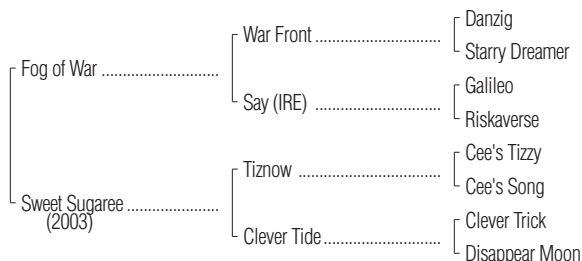 Danzig
War Front ........................................
Starry Dreamer
Fog of War ..................................
Galileo
Say (IRE) .......................................
Riskaverse
Cee's Tizzy
Tiznow ........................................
Cee's Song
Sweet Sugaree ..........................
(2003)
Clever Trick
Clever Tide .................................
Disappear Moon